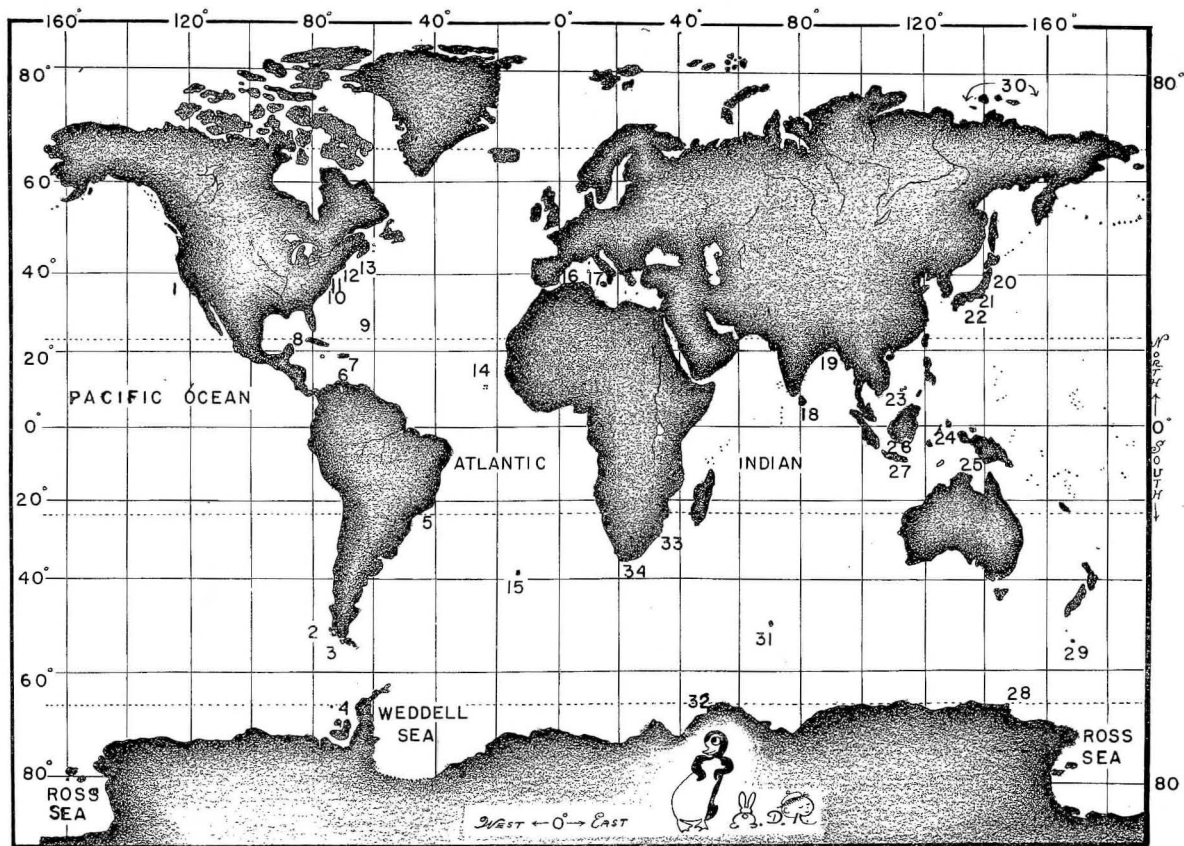 160° 120° 80° 40° 0° 40° 80° 120° 160°
80° 80°
30
60°
13
12
11
10
40° 16 17 20
1 21
22
9
8
20° 7 14 19
6 23
18
PACIFIC OCEAN
0° 24 0°
ATLANTIC INDIAN 26 25
27
NORTH ← → SOUTH
20°
5
33
34
40° 15
2
3 31 29
60°
4 32 28
WEDDELL
SEA
ROSS
SEA
80° 80
ROSS
SEA
WEST ← 0° → EAST